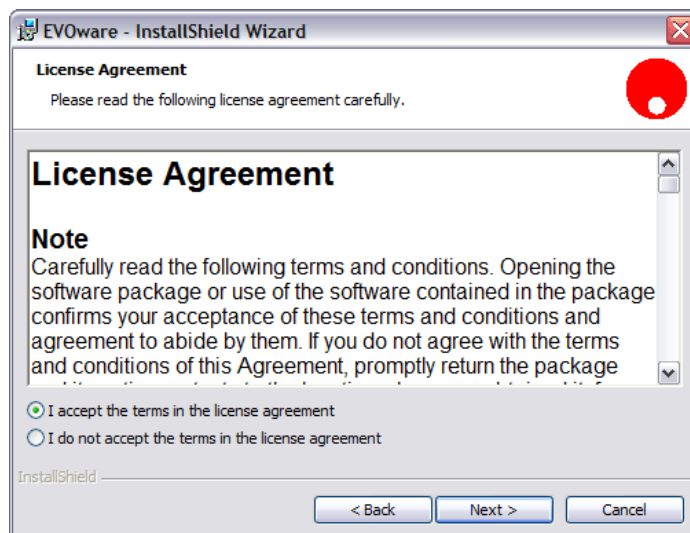 EVOware - InstallShield Wizard
License Agreement
Please read the following license agreement carefully.
License Agreement
Note
Carefully read the following terms and conditions. Opening the
software package or use of the software contained in the package
confirms your acceptance of these terms and conditions and
agreement to abide by them. If you do not agree with the terms
and conditions of this Agreement, promptly return the package
I accept the terms in the license agreement
I do not accept the terms in the license agreement
InstallShield
< Back
Next >
Cancel